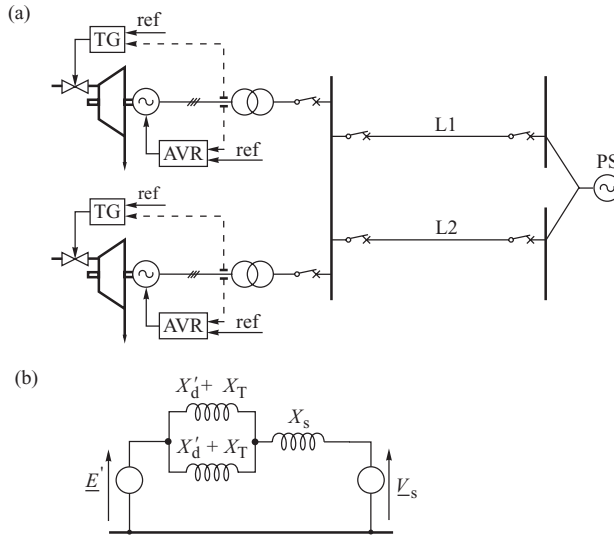 (a)
ref
TG
L1
AVR
ref
PS
ref
TG
L2
AVR
ref
(b)
X'd + XT
Xs
X'd + XT
E'
Vs